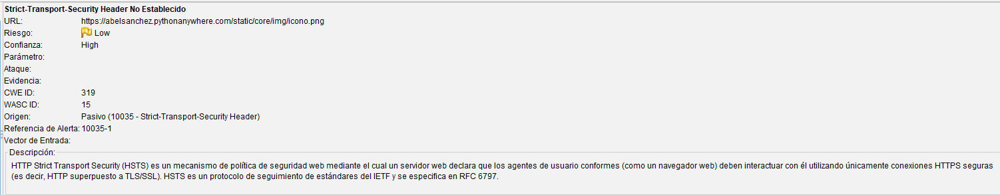 Strict-Transport-Security Header No Establecido
URL: https://abelsanchez.pythonanywhere.com/static/core/img/icono.png
Riesgo: Low
Confianza: High
Parámetro:
Ataque:
Evidencia:
CWE ID: 319
WASC ID: 15
Origen: Pasivo (10035 - Strict-Transport-Security Header)
Referencia de Alerta: 10035-1
Vector de Entrada:
Descripción:
HTTP Strict Transport Security (HSTS) es un mecanismo de política de seguridad web mediante el cual un servidor web declara que los agentes de usuario conformes (como un navegador web) deben interactuar con él utilizando únicamente conexiones HTTPS seguras
(es decir, HTTP superpuesto a TLS/SSL). HSTS es un protocolo de seguimiento de estándares del IETF y se especifica en RFC 6797.